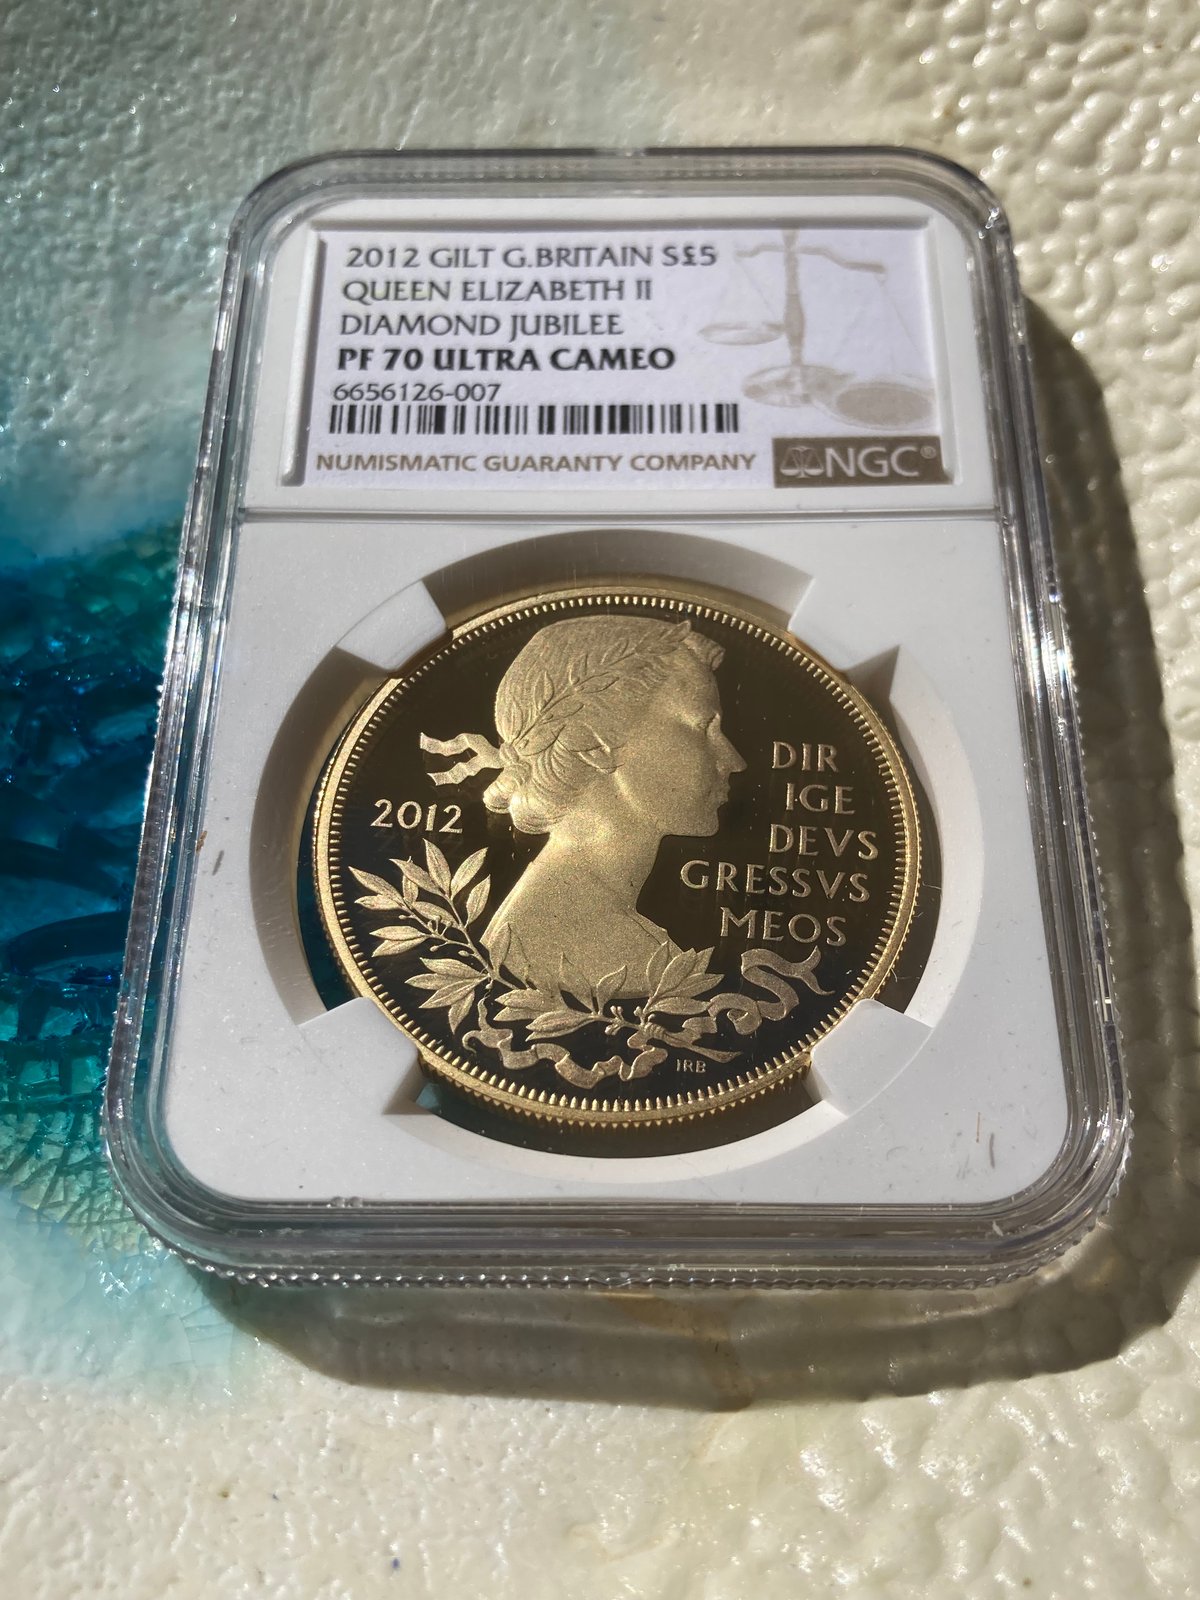 2012 GILT G.BRITAIN S£5
QUEEN ELIZABETH II
DIAMOND JUBILEE
PF 70 ULTRA CAMEO
6656126-007
NUMISMATIC GUARANTY COMPANY
NGC®
2012
DIR
IGE
DEVS
GRESSVS
MEOS
IRB